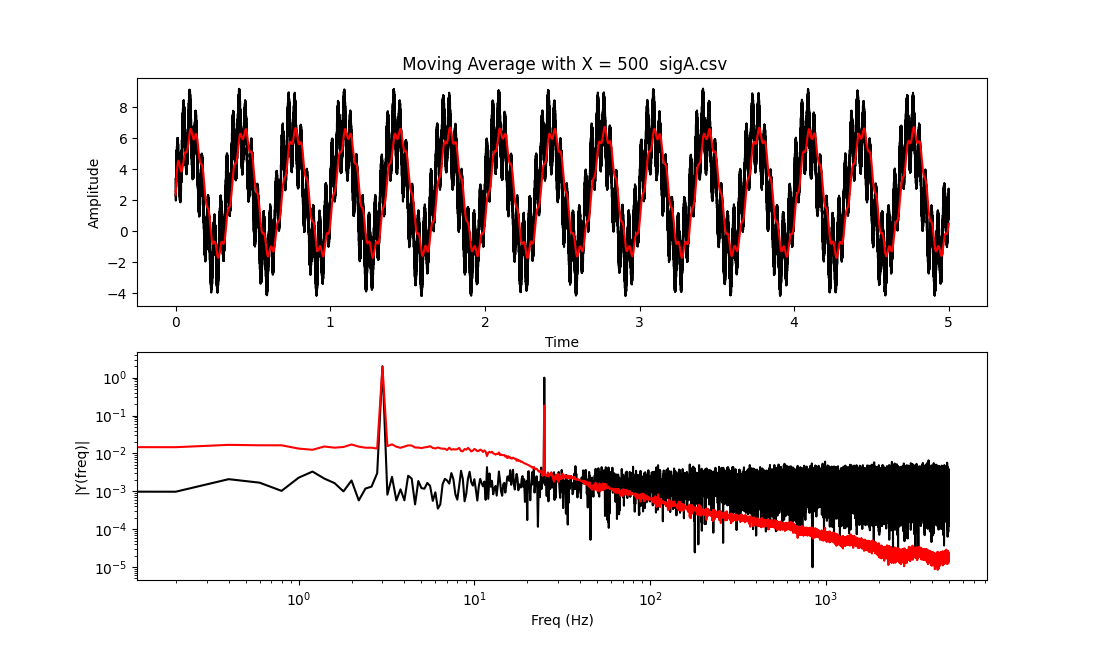 Moving Average with X = 500  sigA.csv
Amplitude
8
6
4
2
0
−2
−4
0 1 2 3 4 5
Time
|Y(freq)|
10⁰
10⁻¹
10⁻²
10⁻³
10⁻⁴
10⁻⁵
10⁰ 10¹ 10² 10³
Freq (Hz)